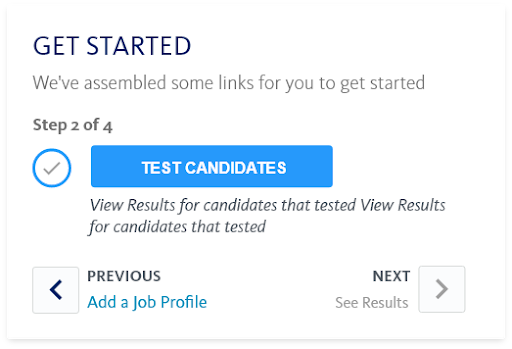 GET STARTED
We've assembled some links for you to get started
Step 2 of 4
TEST CANDIDATES
View Results for candidates that tested View Results
for candidates that tested
PREVIOUS
Add a Job Profile
NEXT
See Results